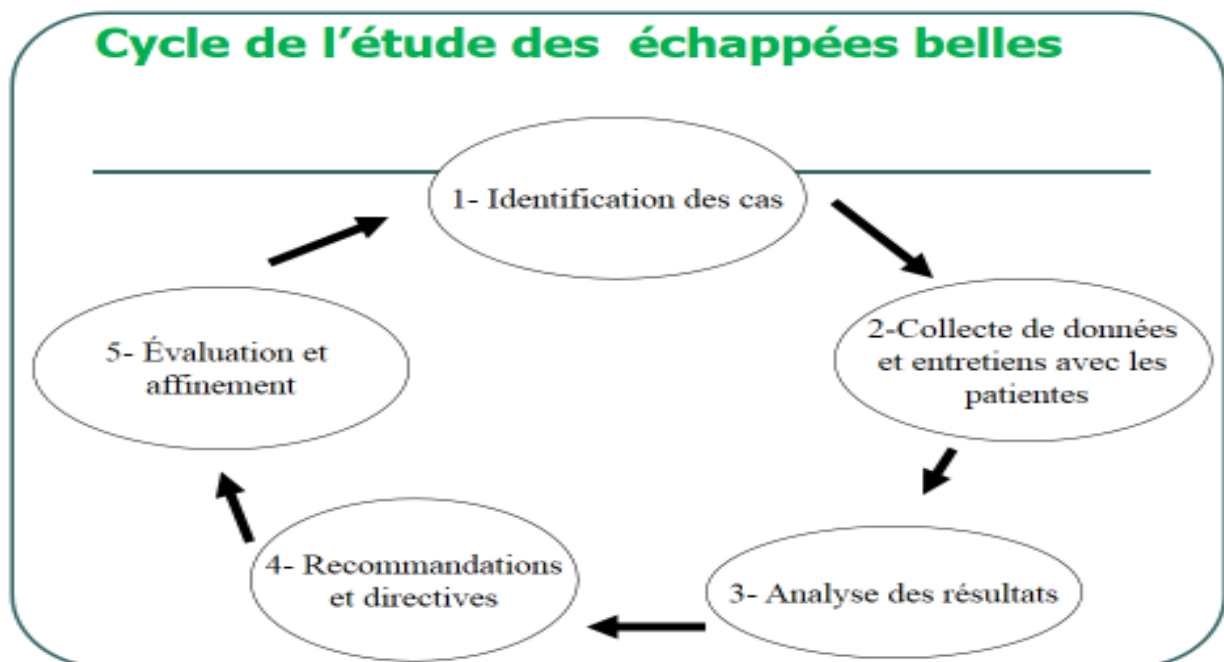 Cycle de l’étude des échappées belles
1- Identification des cas
2-Collecte de données
et entretiens avec les
patientes
3- Analyse des résultats
4- Recommandations
et directives
5- Évaluation et
affinement